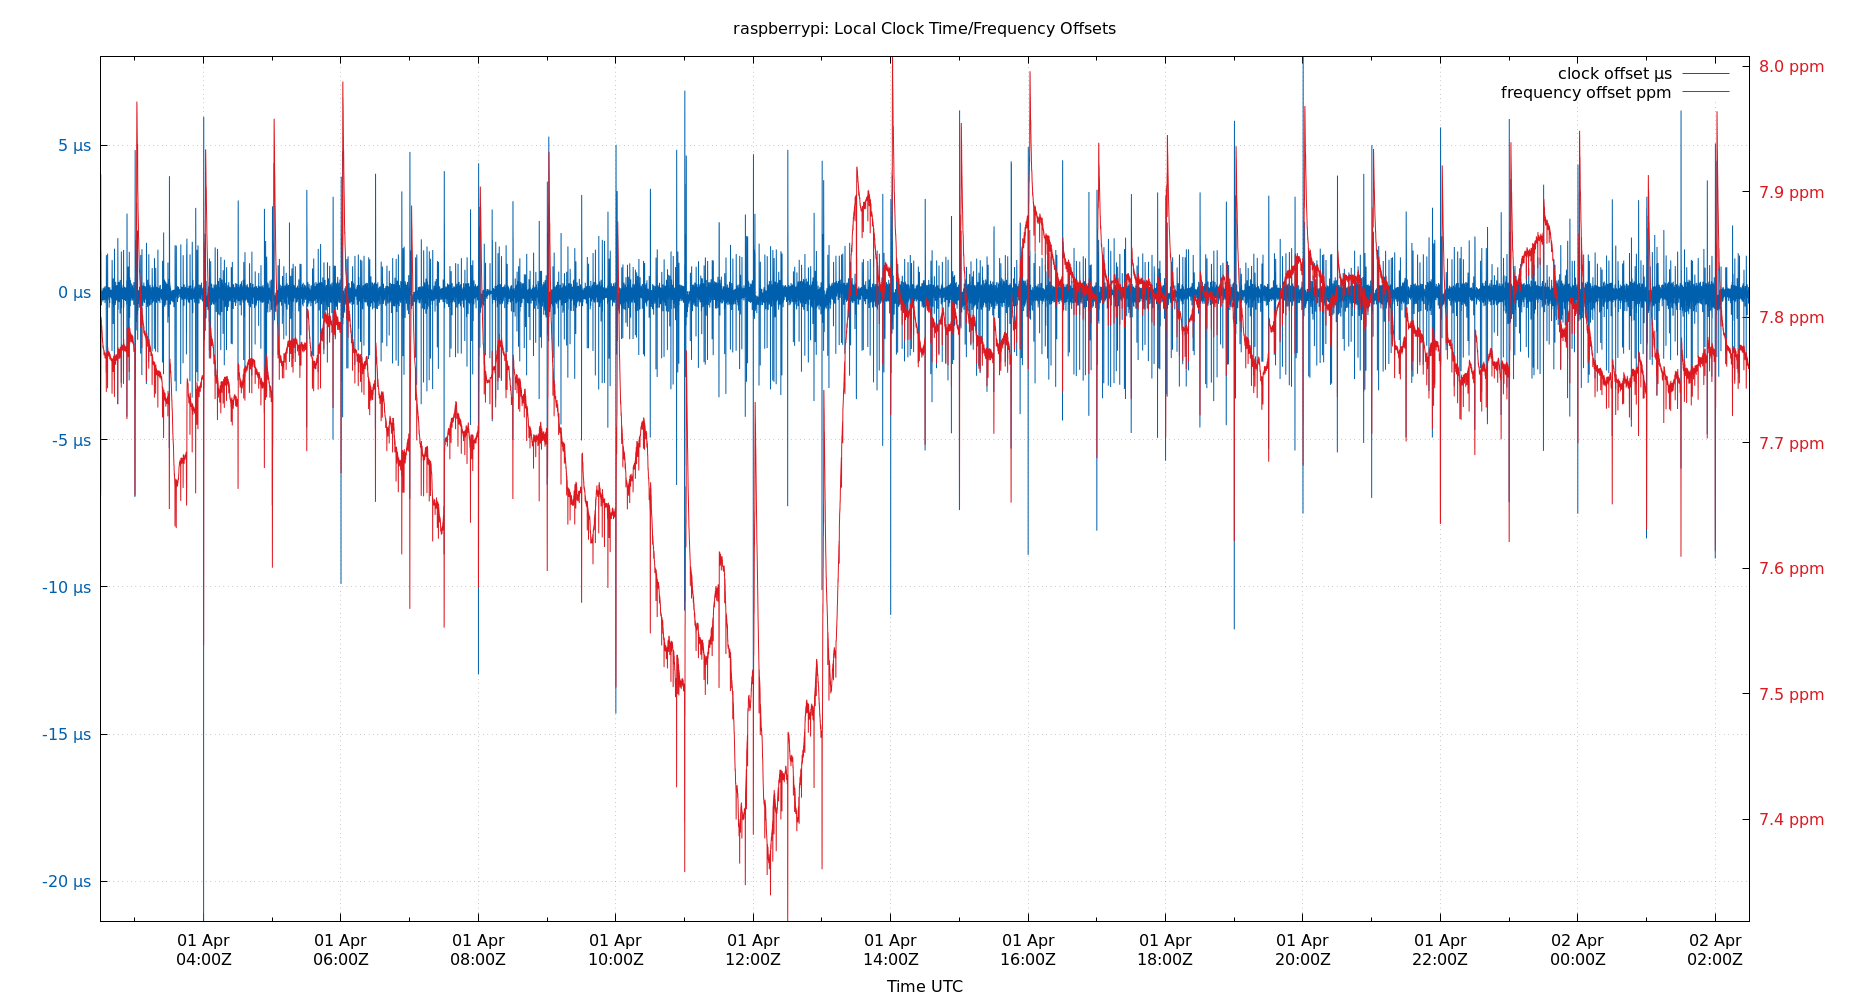 raspberrypi: Local Clock Time/Frequency Offsets
clock offset µs
frequency offset ppm
5 µs
0 µs
-5 µs
-10 µs
-15 µs
-20 µs
8.0 ppm
7.9 ppm
7.8 ppm
7.7 ppm
7.6 ppm
7.5 ppm
7.4 ppm
01 Apr 01 Apr 01 Apr 01 Apr 01 Apr 01 Apr 01 Apr 01 Apr 01 Apr 01 Apr 02 Apr 02 Apr
04:00Z 06:00Z 08:00Z 10:00Z 12:00Z 14:00Z 16:00Z 18:00Z 20:00Z 22:00Z 00:00Z 02:00Z
Time UTC